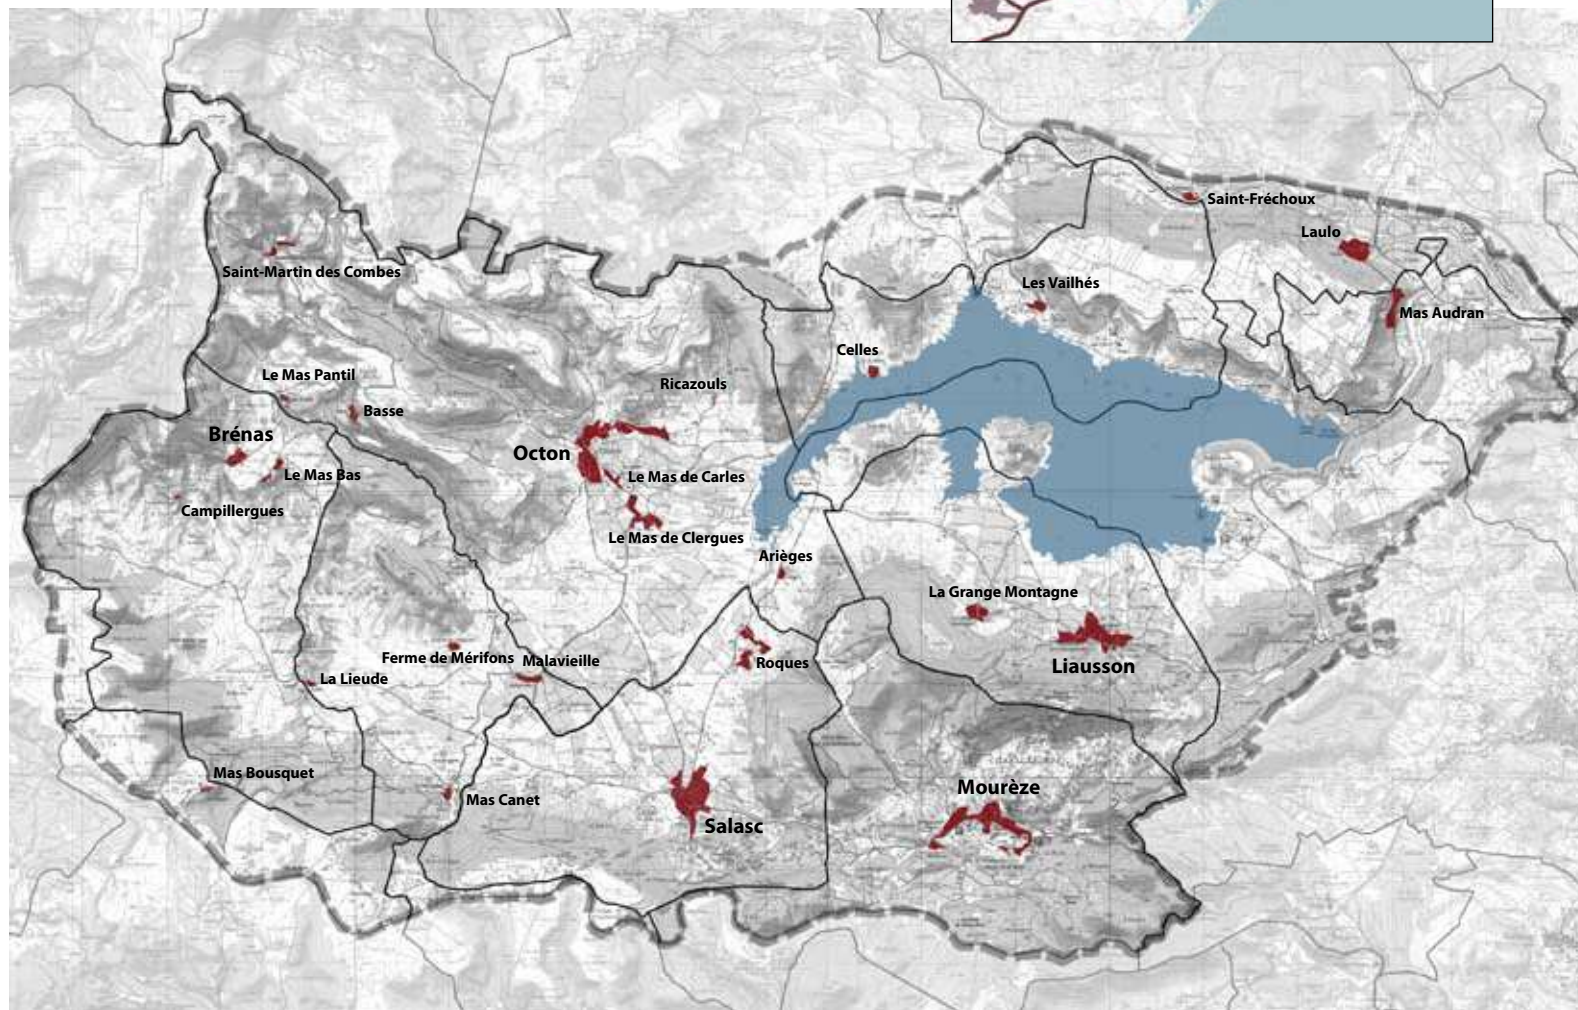 Saint-Fréchoux
Laulo
Saint-Martin des Combes
Les Vailhés
Mas Audran
Celles
Le Mas Pantil
Ricazouls
Basse
Brénas
Octon
Le Mas Bas
Le Mas de Carles
Campillergues
Le Mas de Clergues
Arièges
La Grange Montagne
Ferme de Mérifons
Malavieille
Roques
Liausson
La Lieude
Mas Bousquet
Mourèze
Mas Canet
Salasc